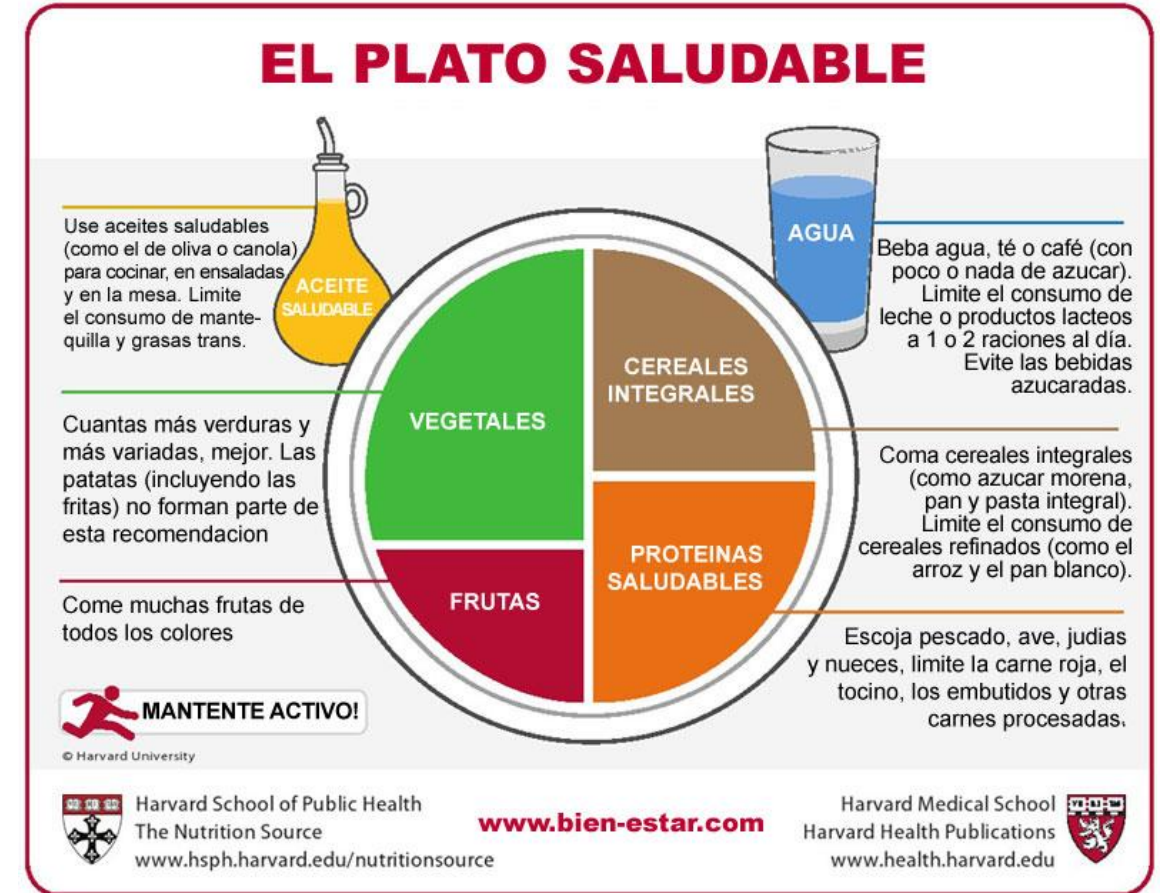 EL PLATO SALUDABLE
Use aceites saludables
(como el de oliva o canola)
para cocinar, en ensaladas
y en la mesa. Limite
el consumo de mante-
quilla y grasas trans.
ACEITE
SALUDABLE
AGUA
Beba agua, té o café (con
poco o nada de azucar).
Limite el consumo de
leche o productos lacteos
a 1 o 2 raciones al día.
Evite las bebidas
azucaradas.
VEGETALES
CEREALES
INTEGRALES
Cuantas más verduras y
más variadas, mejor. Las
patatas (incluyendo las
fritas) no forman parte de
esta recomendacion
Coma cereales integrales
(como azucar morena,
pan y pasta integral).
Limite el consumo de
cereales refinados (como el
arroz y el pan blanco).
FRUTAS
PROTEINAS
SALUDABLES
Come muchas frutas de
todos los colores
Escoja pescado, ave, judias
y nueces, limite la carne roja, el
tocino, los embutidos y otras
carnes procesadas.
MANTENTE ACTIVO!
© Harvard University
Harvard School of Public Health
The Nutrition Source
www.hsph.harvard.edu/nutritionsource
www.bien-estar.com
Harvard Medical School
Harvard Health Publications
www.health.harvard.edu